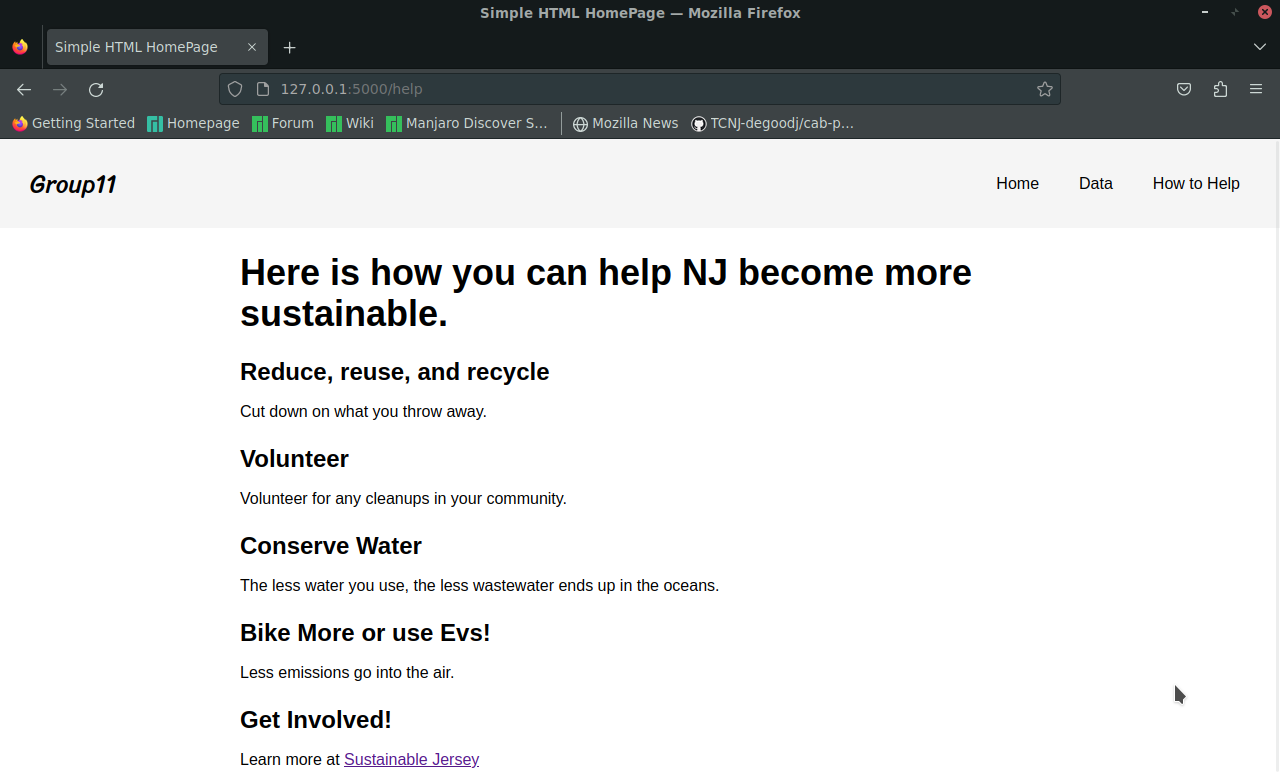 Simple HTML HomePage — Mozilla Firefox
Simple HTML HomePage
127.0.0.1:5000/help
Getting Started Homepage Forum Wiki Manjaro Discover S... Mozilla News TCNJ-degoodj/cab-p...
Group11 Home Data How to Help
Here is how you can help NJ become more
sustainable.
Reduce, reuse, and recycle
Cut down on what you throw away.
Volunteer
Volunteer for any cleanups in your community.
Conserve Water
The less water you use, the less wastewater ends up in the oceans.
Bike More or use Evs!
Less emissions go into the air.
Get Involved!
Learn more at Sustainable Jersey